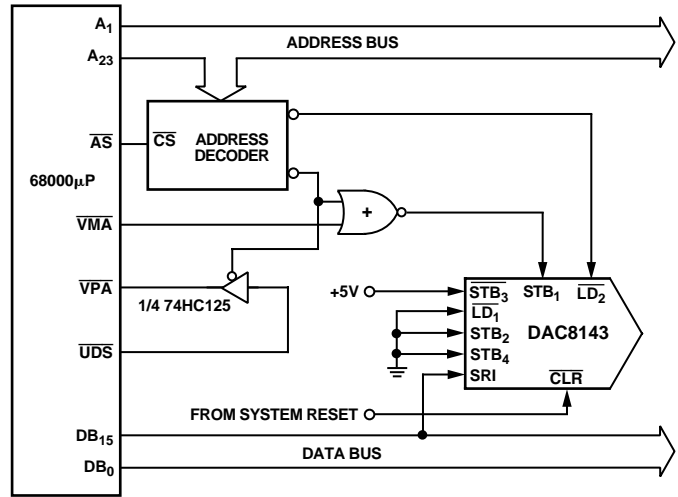 A1
ADDRESS BUS
A23
AS
CS
ADDRESS
DECODER
68000μP
VMA
+
VPA
1/4 74HC125
+5V
STB3
STB1
LD2
LD1
UDS
STB2
DAC8143
STB4
SRI
CLR
FROM SYSTEM RESET
DB15
DATA BUS
DB0